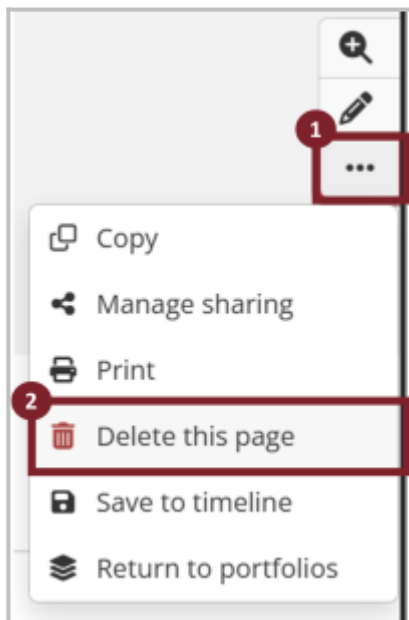 1
...
Copy
Manage sharing
Print
2
Delete this page
Save to timeline
Return to portfolios